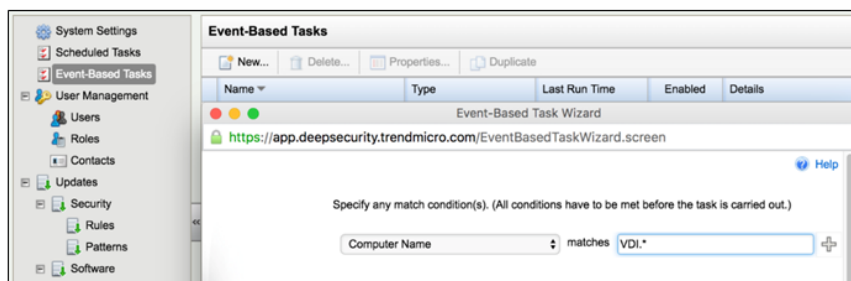 System Settings
Scheduled Tasks
Event-Based Tasks
User Management
Users
Roles
Contacts
Updates
Security
Rules
Patterns
Software
Event-Based Tasks
New... Delete... Properties... Duplicate
Name Type Last Run Time Enabled Details
Event-Based Task Wizard
https://app.deepsecurity.trendmicro.com/EventBasedTaskWizard.screen
Help
Specify any match condition(s). (All conditions have to be met before the task is carried out.)
Computer Name matches VDI.*